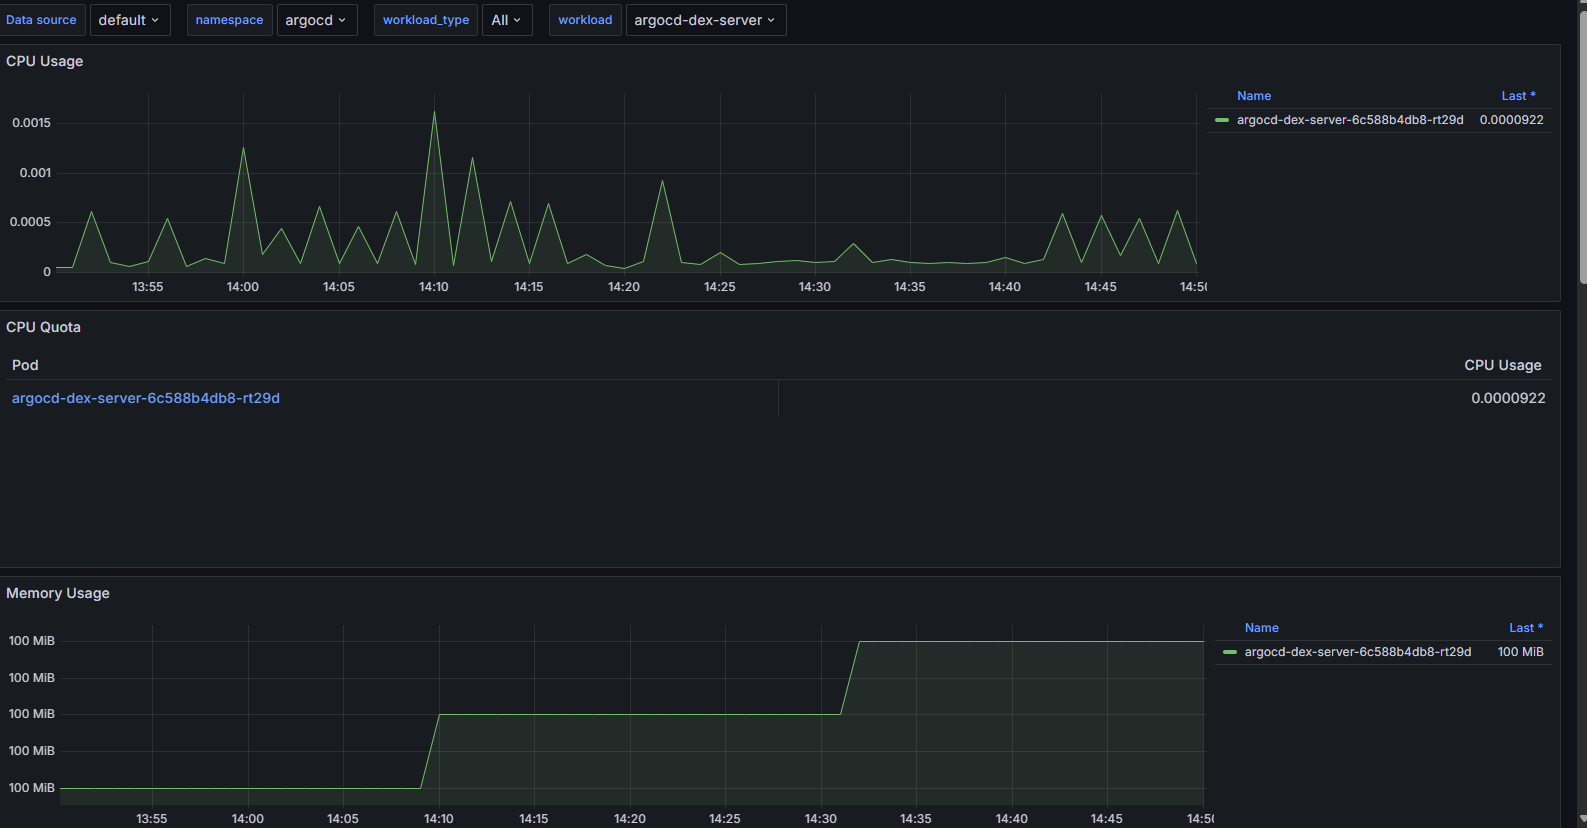 Data source default namespace argocd workload_type All workload argocd-dex-server
CPU Usage
Name Last *
argocd-dex-server-6c588b4db8-rt29d 0.0000922
0.0015
0.001
0.0005
0
13:55 14:00 14:05 14:10 14:15 14:20 14:25 14:30 14:35 14:40 14:45 14:50
CPU Quota
Pod CPU Usage
argocd-dex-server-6c588b4db8-rt29d 0.0000922
Memory Usage
Name Last *
argocd-dex-server-6c588b4db8-rt29d 100 MiB
100 MiB
100 MiB
100 MiB
100 MiB
100 MiB
13:55 14:00 14:05 14:10 14:15 14:20 14:25 14:30 14:35 14:40 14:45 14:50